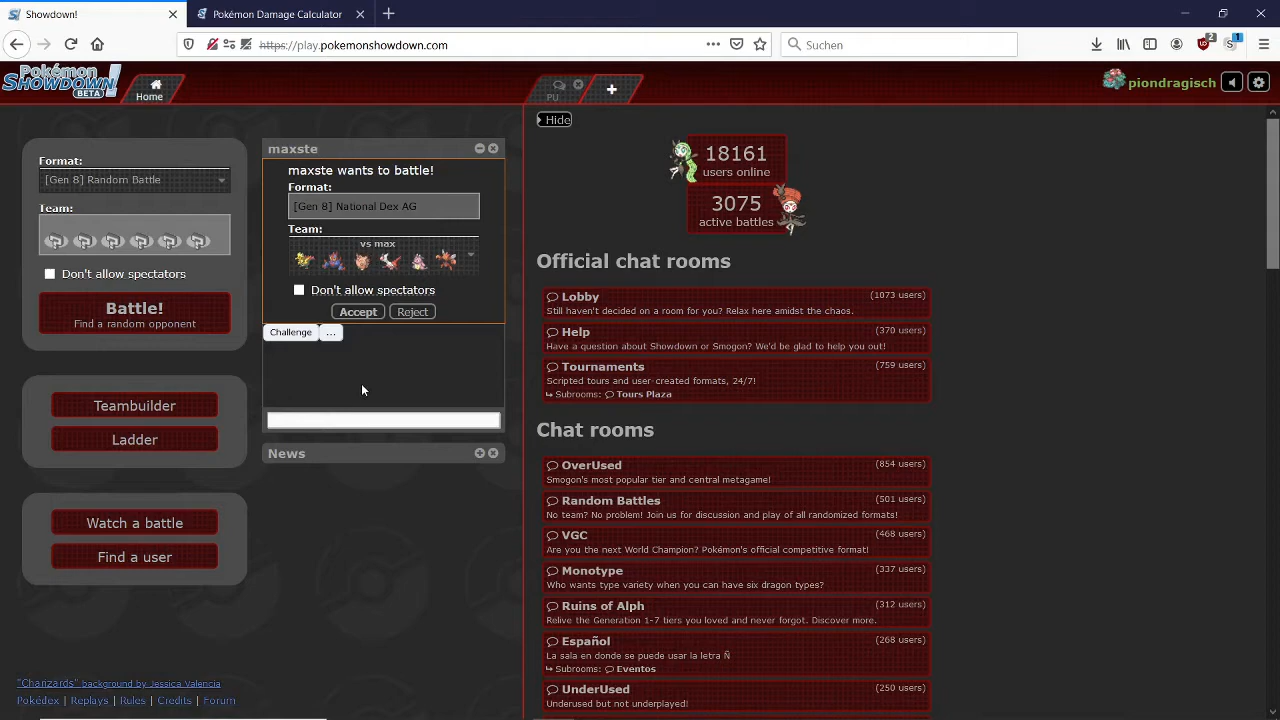 Showdown!
Pokémon Damage Calculator
https://play.pokemonshowdown.com
Suchen
2
1
Pokémon
Showdown!
BETA
Home
PU
piondragisch
Format:
[Gen 8] Random Battle
Team:
Don't allow spectators
Battle!
Find a random opponent
Teambuilder
Ladder
Watch a battle
Find a user
"Charizards" background by Jessica Valencia
Pokédex | Replays | Rules | Credits | Forum
maxste
maxste wants to battle!
Format:
[Gen 8] National Dex AG
Team:
vs max
Don't allow spectators
Accept
Reject
Challenge
...
News
Hide
18161
users online
3075
active battles
Official chat rooms
Lobby (1073 users)
Still haven't decided on a room for you? Relax here amidst the chaos.
Help (370 users)
Have a question about Showdown or Smogon? We'd be glad to help you out!
Tournaments (759 users)
Scripted tours and user-created formats, 24/7!
↳ Subrooms: Tours Plaza
Chat rooms
OverUsed (854 users)
Smogon's most popular tier and central metagame!
Random Battles (501 users)
No team? No problem! Join us for discussion and play of all randomized formats!
VGC (468 users)
Are you the next World Champion? Pokémon's official competitive format!
Monotype (337 users)
Who wants type variety when you can have six dragon types?
Ruins of Alph (312 users)
Relive the Generation 1-7 tiers you loved and never forgot. Discover more.
Español (268 users)
La sala en donde se puede usar la letra Ñ
↳ Subrooms: Eventos
UnderUsed (250 users)
Underused but not underplayed!